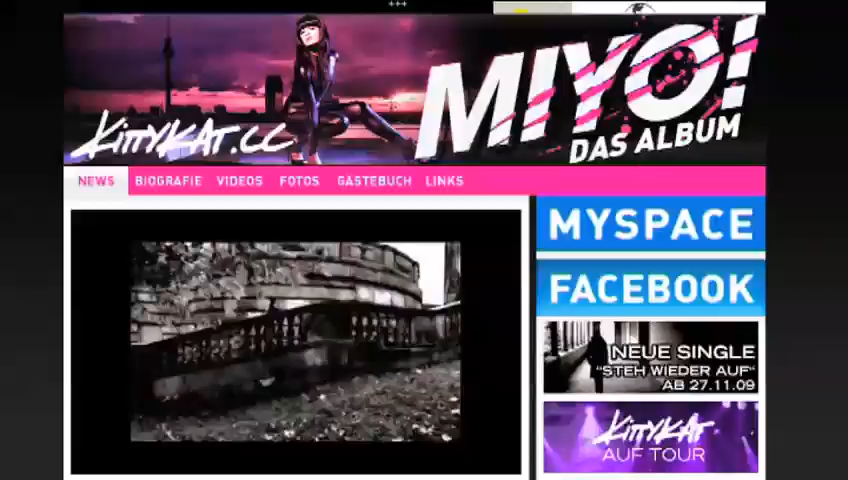 +++
KITTYKAT.CC
MIYO!
DAS ALBUM
NEWS BIOGRAFIE VIDEOS FOTOS GÄSTEBUCH LINKS
MYSPACE
FACEBOOK
NEUE SINGLE
"STEH WIEDER AUF"
AB 27.11.09
KITTYKAT
AUF TOUR